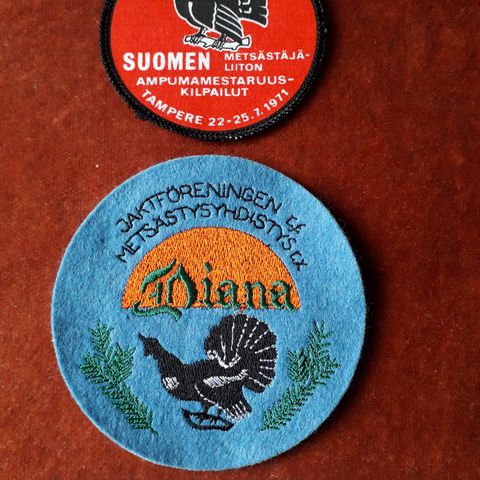 SUOMEN METSÄSTÄJÄ-
LIITON
AMPUMAMESTARUUS-
KILPAILUT
TAMPERE 22-25.7.1971
JAKTFÖRENINGEN r.f.
METSÄSTYSYHDISTYS r.y.
Diana